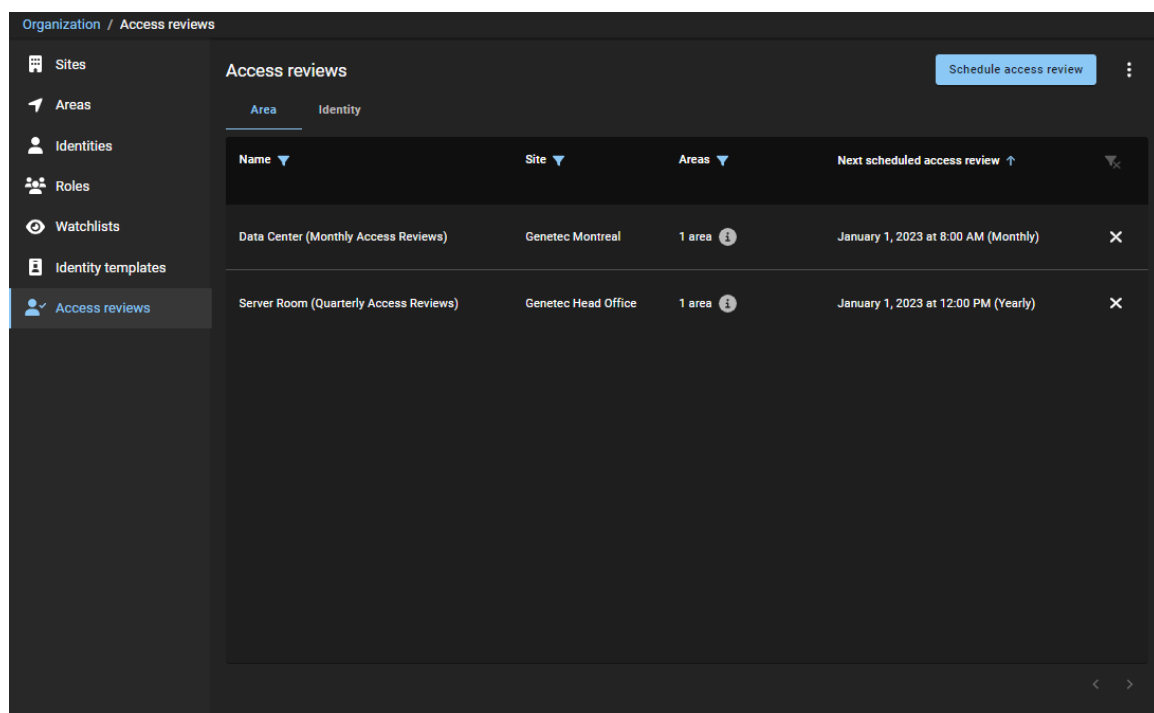 Organization / Access reviews
Sites
Areas
Identities
Roles
Watchlists
Identity templates
Access reviews
Access reviews
Schedule access review
Area Identity
Name Site Areas Next scheduled access review
Data Center (Monthly Access Reviews) Genetec Montreal 1 area January 1, 2023 at 8:00 AM (Monthly)
Server Room (Quarterly Access Reviews) Genetec Head Office 1 area January 1, 2023 at 12:00 PM (Yearly)